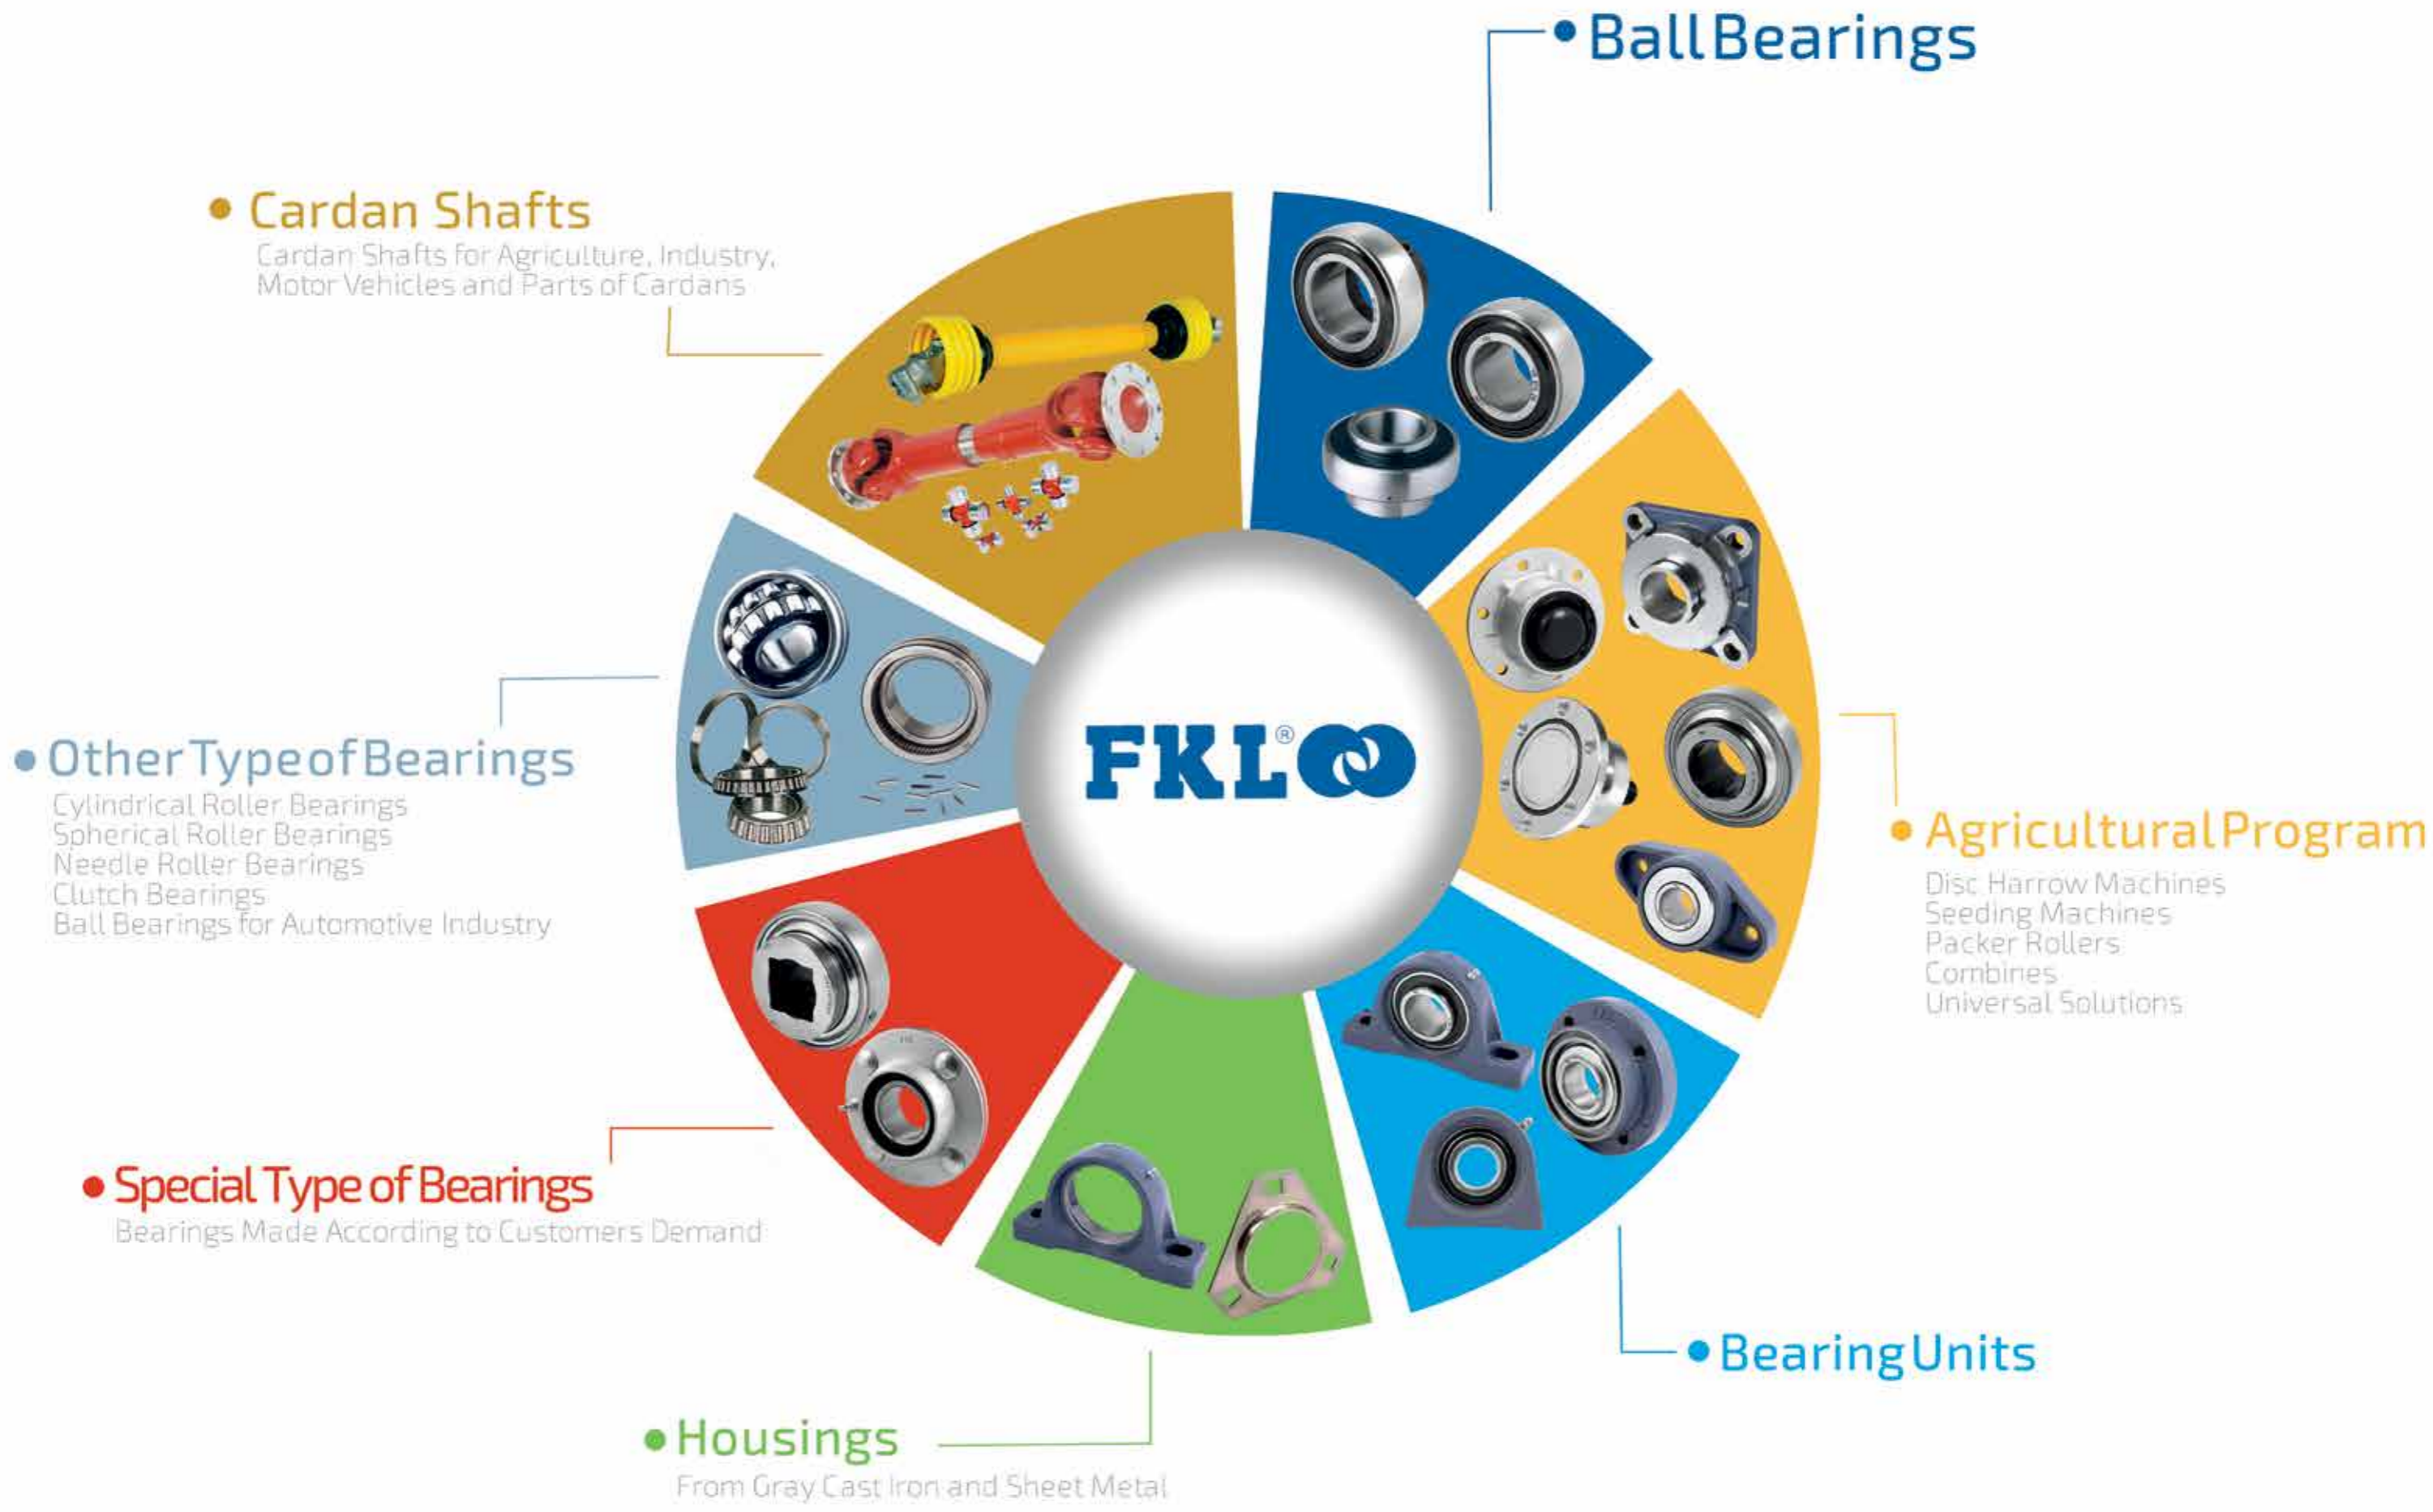 Ball Bearings
Cardan Shafts
Cardan Shafts for Agriculture, Industry,
Motor Vehicles and Parts of Cardans
FKL®
Other Type of Bearings
Cylindrical Roller Bearings
Spherical Roller Bearings
Needle Roller Bearings
Clutch Bearings
Ball Bearings for Automotive Industry
Agricultural Program
Disc Harrow Machines
Seeding Machines
Packer Rollers
Combines
Universal Solutions
Special Type of Bearings
Bearings Made According to Customers Demand
Bearing Units
Housings
From Gray Cast Iron and Sheet Metal